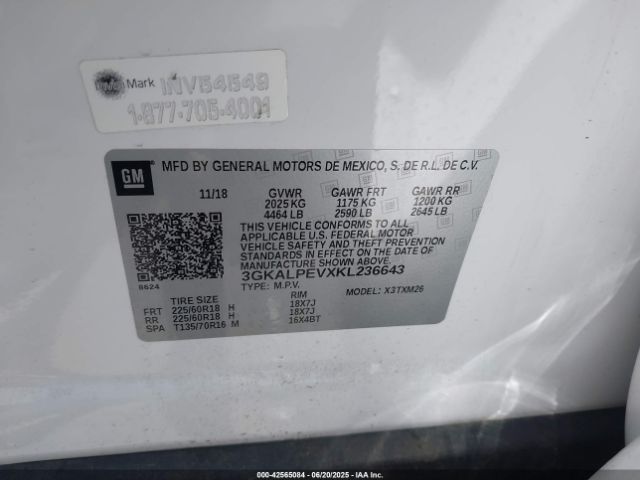 Mark INV54549
1-877-705-4001
GM
MFD BY GENERAL MOTORS DE MEXICO, S. DE R.L. DE C.V.
11/18 GVWR GAWR FRT GAWR RR
2025 KG 1175 KG 1200 KG
4464 LB 2590 LB 2645 LB
THIS VEHICLE CONFORMS TO ALL
APPLICABLE U.S. FEDERAL MOTOR
VEHICLE SAFETY AND THEFT PREVENTION
STANDARDS IN EFFECT ON THE DATE OF
MANUFACTURE SHOWN ABOVE.
3GKALPEVXKL236643
8624
TYPE: M.P.V. MODEL: X3TXM26
TIRE SIZE RIM
FRT 225/60R18 H 18X7J
RR 225/60R18 H 18X7J
SPA T135/70R16 M 16X4BT
000-42565084 | 06/20/2025 | IAAI.COM